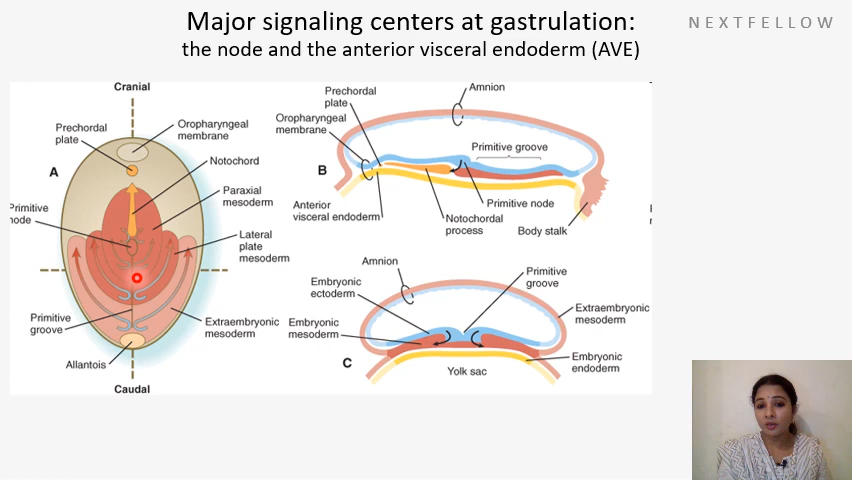 Major signaling centers at gastrulation:
the node and the anterior visceral endoderm (AVE)
NEXTFELLOW
Cranial
Prechordal
plate
Oropharyngeal
membrane
A
Notochord
Paraxial
mesoderm
Primitive
node
Lateral
plate
mesoderm
Primitive
groove
Extraembryonic
mesoderm
Allantois
Caudal
Prechordal
plate
Amnion
Oropharyngeal
membrane
Primitive groove
B
Anterior
visceral endoderm
Primitive node
Notochordal
process
Body stalk
Amnion
Primitive
groove
Embryonic
ectoderm
Extraembryonic
mesoderm
Embryonic
mesoderm
Embryonic
endoderm
C
Yolk sac